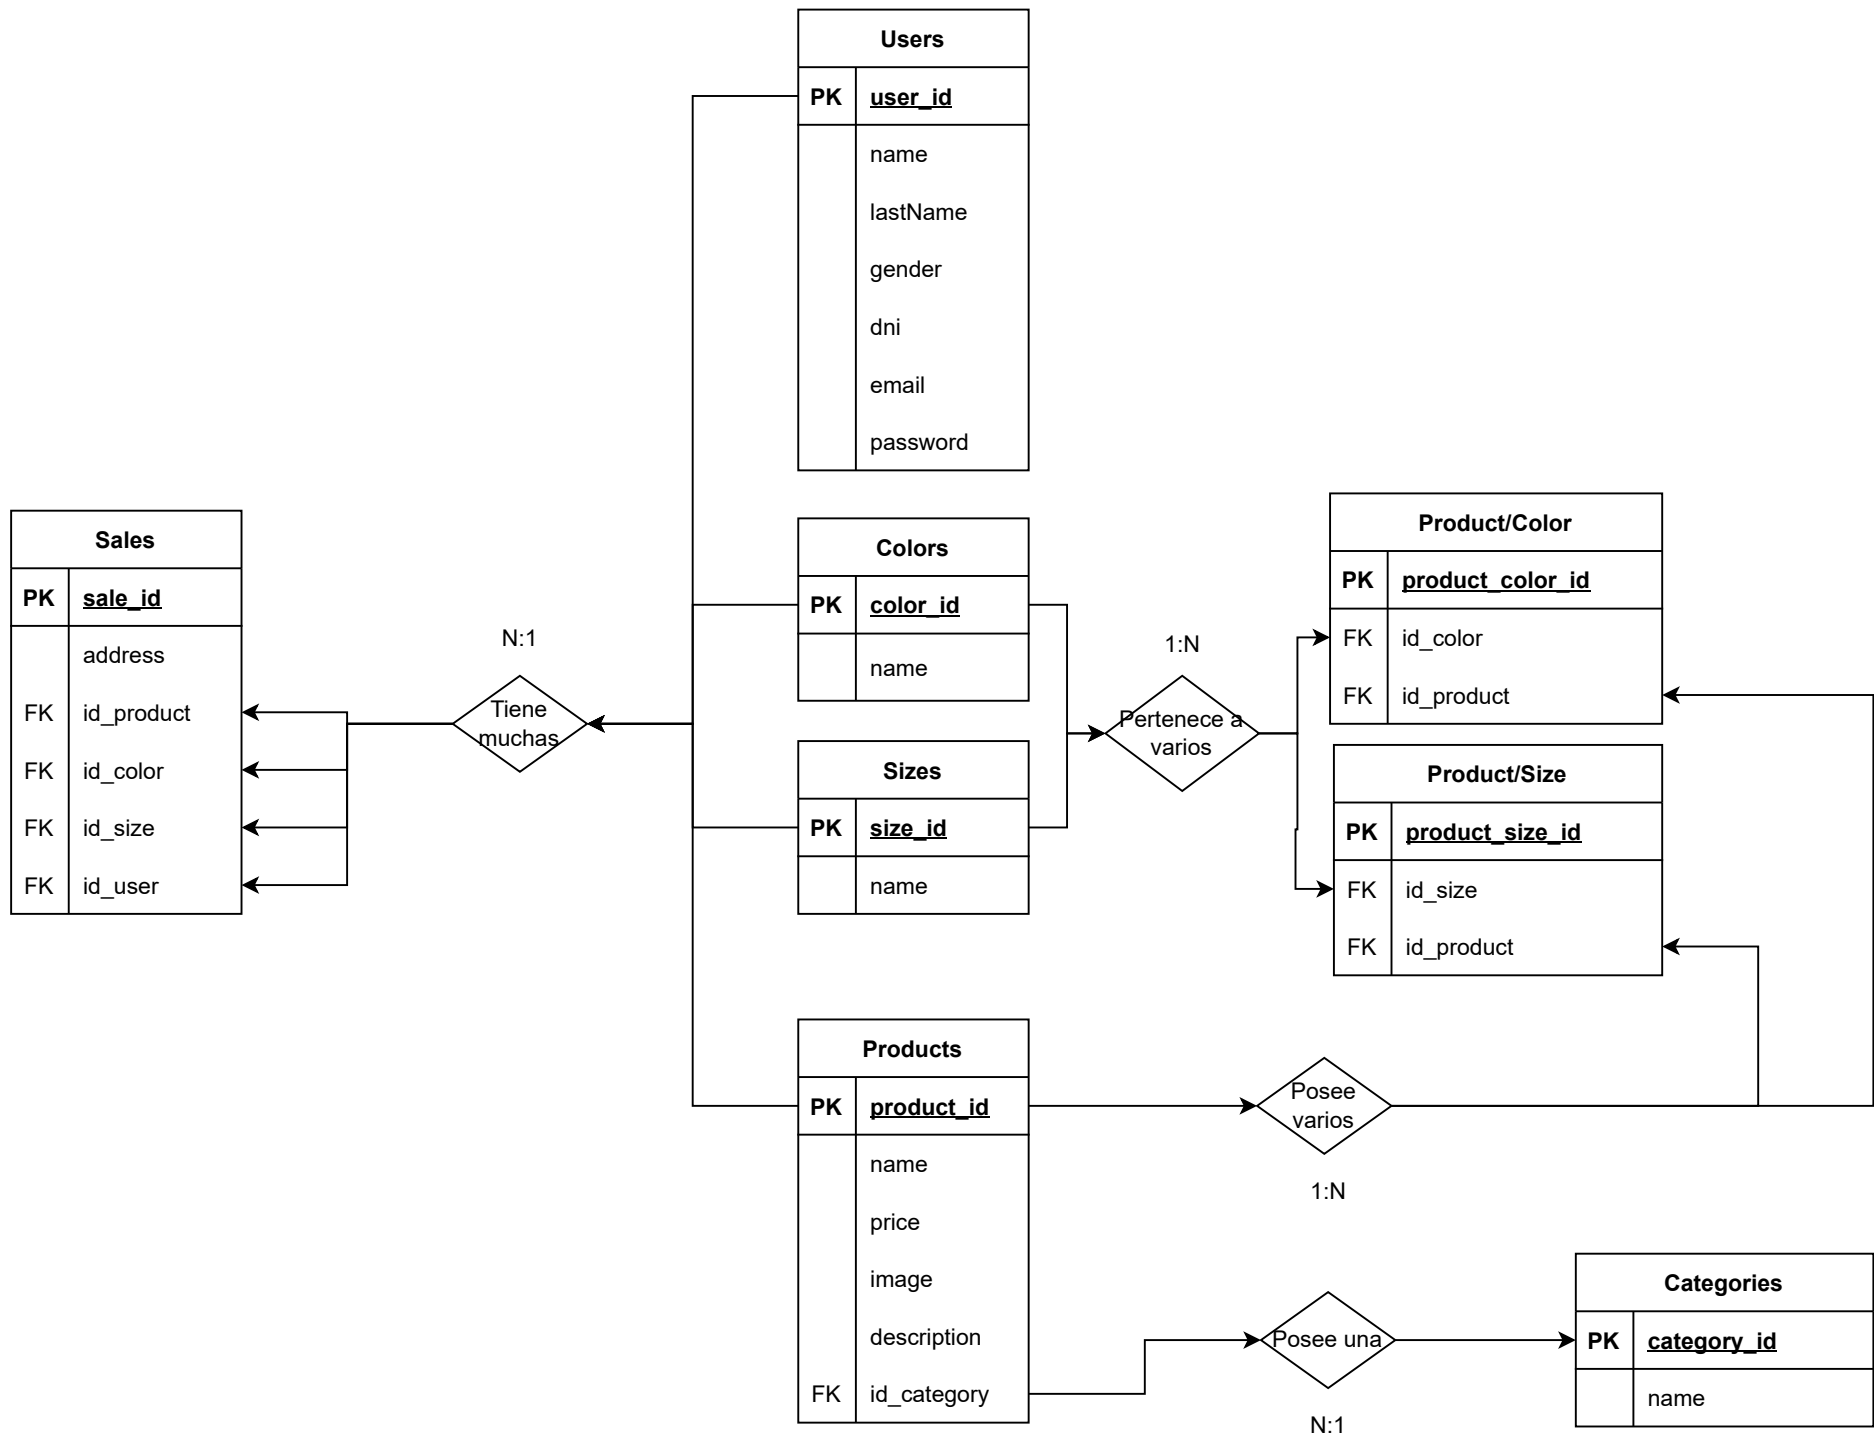 Users
PK user_id
name
lastName
gender
dni
email
password
Sales
PK sale_id
address
FK id_product
FK id_color
FK id_size
FK id_user
N:1
Tiene
muchas
Colors
PK color_id
name
Sizes
PK size_id
name
1:N
Pertenece a
varios
Product/Color
PK product_color_id
FK id_color
FK id_product
Product/Size
PK product_size_id
FK id_size
FK id_product
Products
PK product_id
name
price
image
description
FK id_category
Posee
varios
1:N
Posee una
N:1
Categories
PK category_id
name